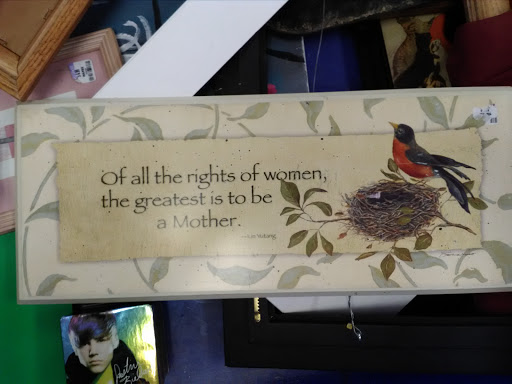 Of all the rights of women,
the greatest is to be
a Mother.